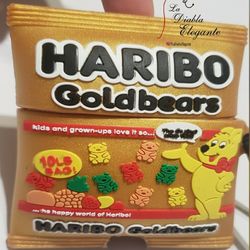 La
Diabla
Elegante
HARIBO
Goldbears
kids and grown-ups love it so...
GOLD
BAG!
... the happy world of Haribo!
HARIBO Goldbears